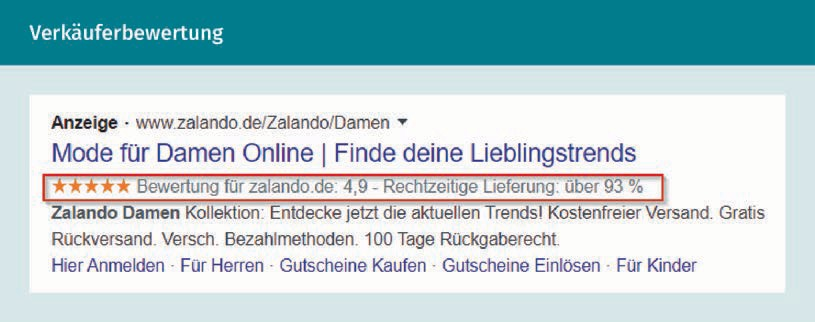 Verkäuferbewertung
Anzeige · www.zalando.de/Zalando/Damen
Mode für Damen Online | Finde deine Lieblingstrends
★★★★★ Bewertung für zalando.de: 4,9 - Rechtzeitige Lieferung: über 93 %
Zalando Damen Kollektion: Entdecke jetzt die aktuellen Trends! Kostenfreier Versand. Gratis
Rückversand. Versch. Bezahlmethoden. 100 Tage Rückgaberecht.
Hier Anmelden · Für Herren · Gutscheine Kaufen · Gutscheine Einlösen · Für Kinder